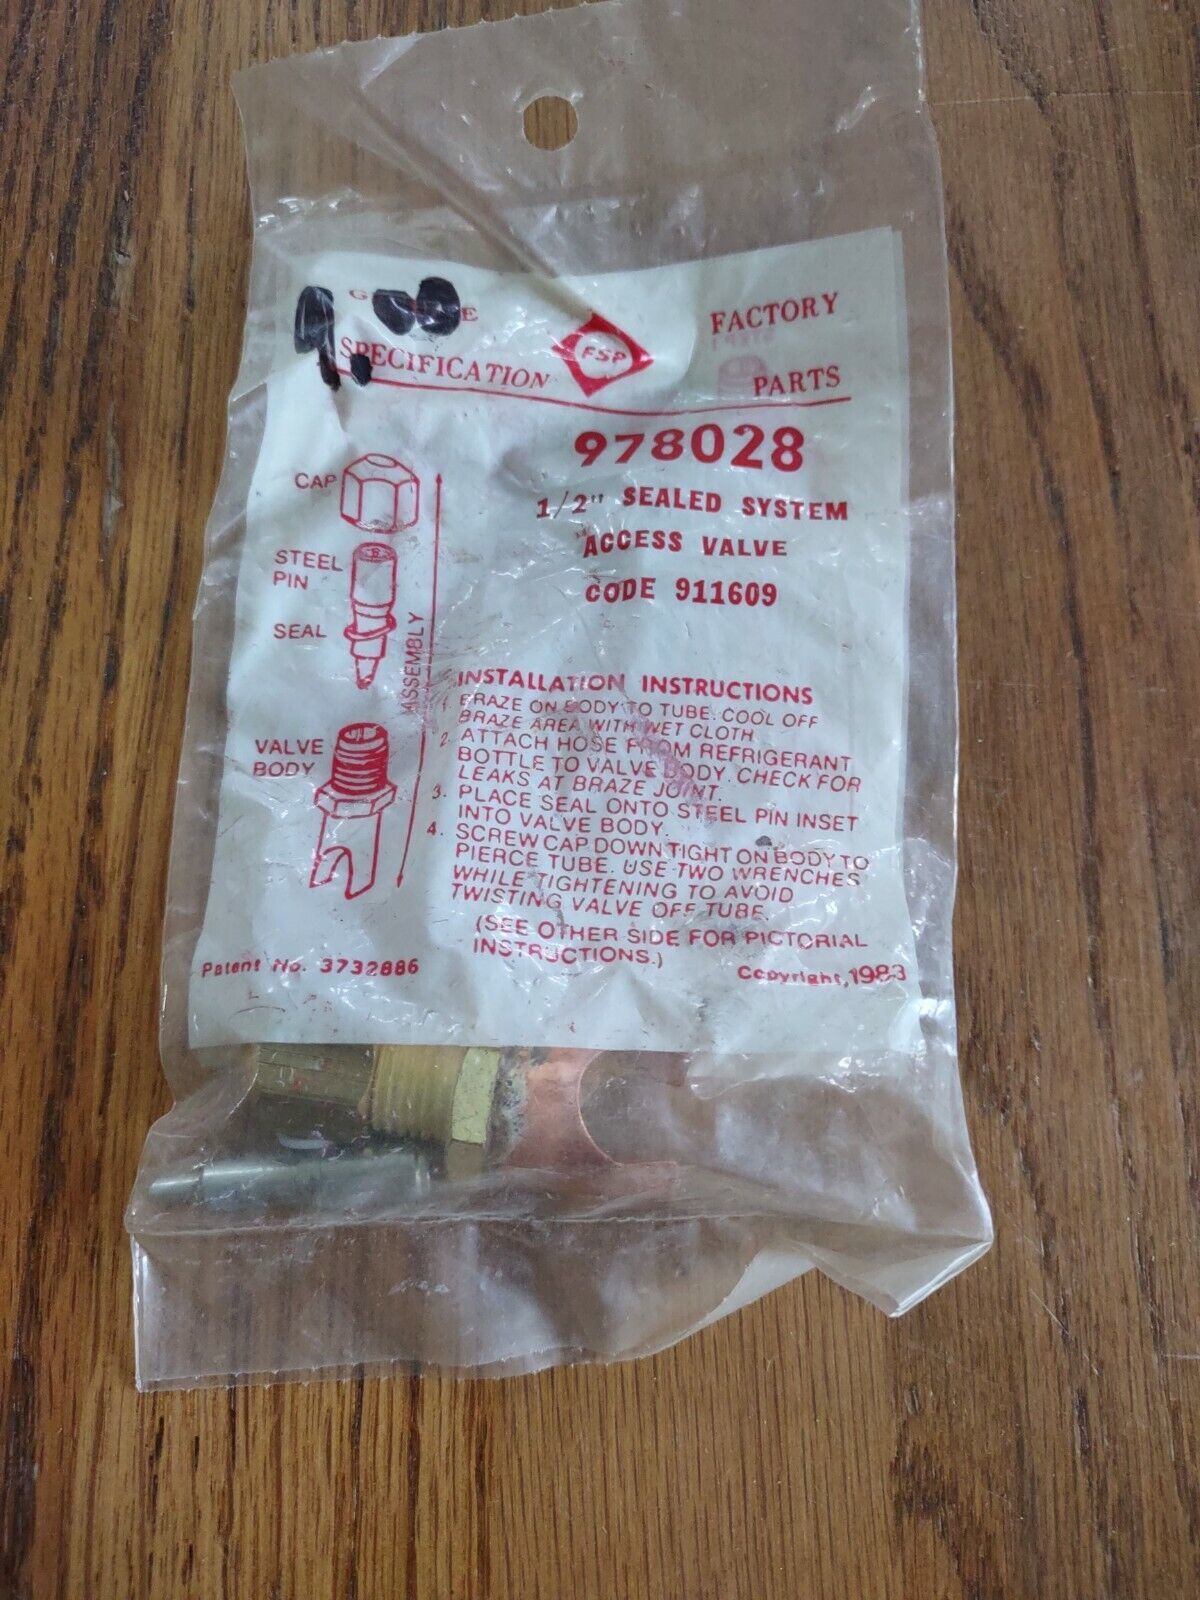 1.00
SPECIFICATION
FSP
FACTORY
PARTS
978028
1/2" SEALED SYSTEM
ACCESS VALVE
CODE 911609
CAP
STEEL
PIN
SEAL
VALVE
BODY
ASSEMBLY
INSTALLATION INSTRUCTIONS
1. BRAZE ON BODY TO TUBE. COOL OFF
BRAZE AREA WITH WET CLOTH
2. ATTACH HOSE FROM REFRIGERANT
BOTTLE TO VALVE BODY. CHECK FOR
LEAKS AT BRAZE JOINT.
3. PLACE SEAL ONTO STEEL PIN INSET
INTO VALVE BODY.
4. SCREW CAP DOWN TIGHT ON BODY TO
PIERCE TUBE. USE TWO WRENCHES
WHILE TIGHTENING TO AVOID
TWISTING VALVE OFF TUBE.
(SEE OTHER SIDE FOR PICTORIAL
INSTRUCTIONS.)
Patent No. 3732886
Copyright, 1983